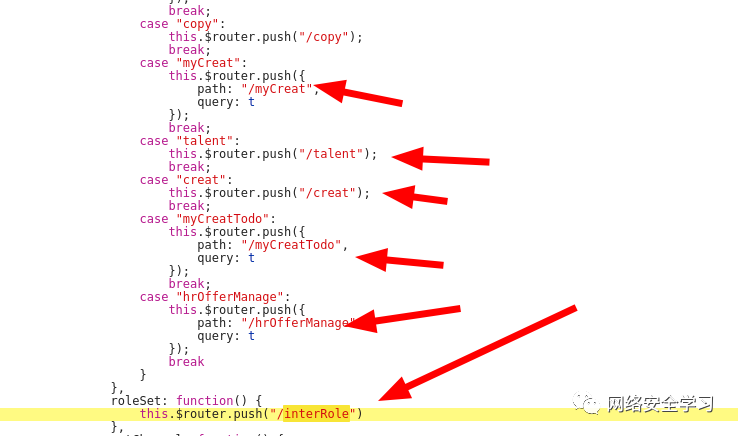 });
break;
case "copy":
this.$router.push("/copy");
break;
case "myCreat":
this.$router.push({
path: "/myCreat",
query: t
});
break;
case "talent":
this.$router.push("/talent");
break;
case "creat":
this.$router.push("/creat");
break;
case "myCreatTodo":
this.$router.push({
path: "/myCreatTodo",
query: t
});
break;
case "hrOfferManage":
this.$router.push({
path: "/hrOfferManage"
query: t
});
break
}
},
roleSet: function() {
this.$router.push("/interRole")
},
网络安全学习